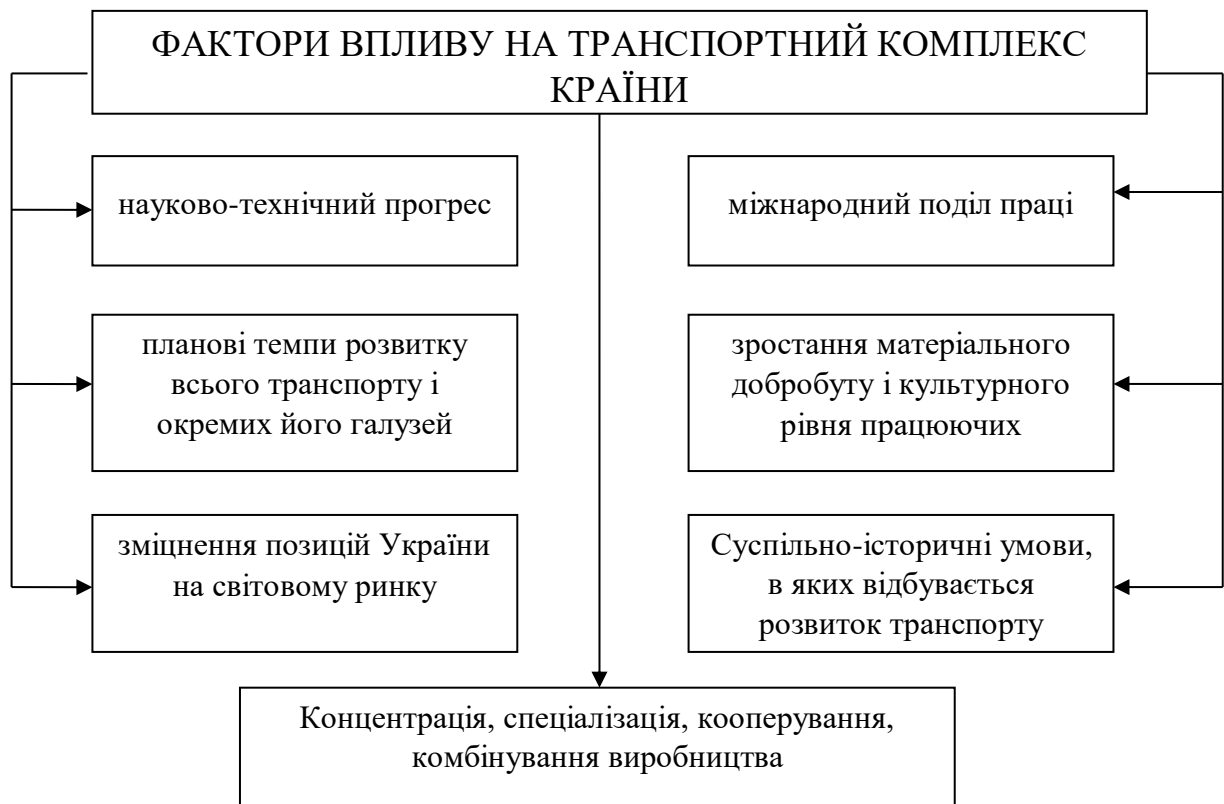 ФАКТОРИ ВПЛИВУ НА ТРАНСПОРТНИЙ КОМПЛЕКС
КРАЇНИ
науково-технічний прогрес
міжнародний поділ праці
планові темпи розвитку
всього транспорту і
окремих його галузей
зростання матеріального
добробуту і культурного
рівня працюючих
зміцнення позицій України
на світовому ринку
Суспільно-історичні умови,
в яких відбувається
розвиток транспорту
Концентрація, спеціалізація, кооперування,
комбінування виробництва